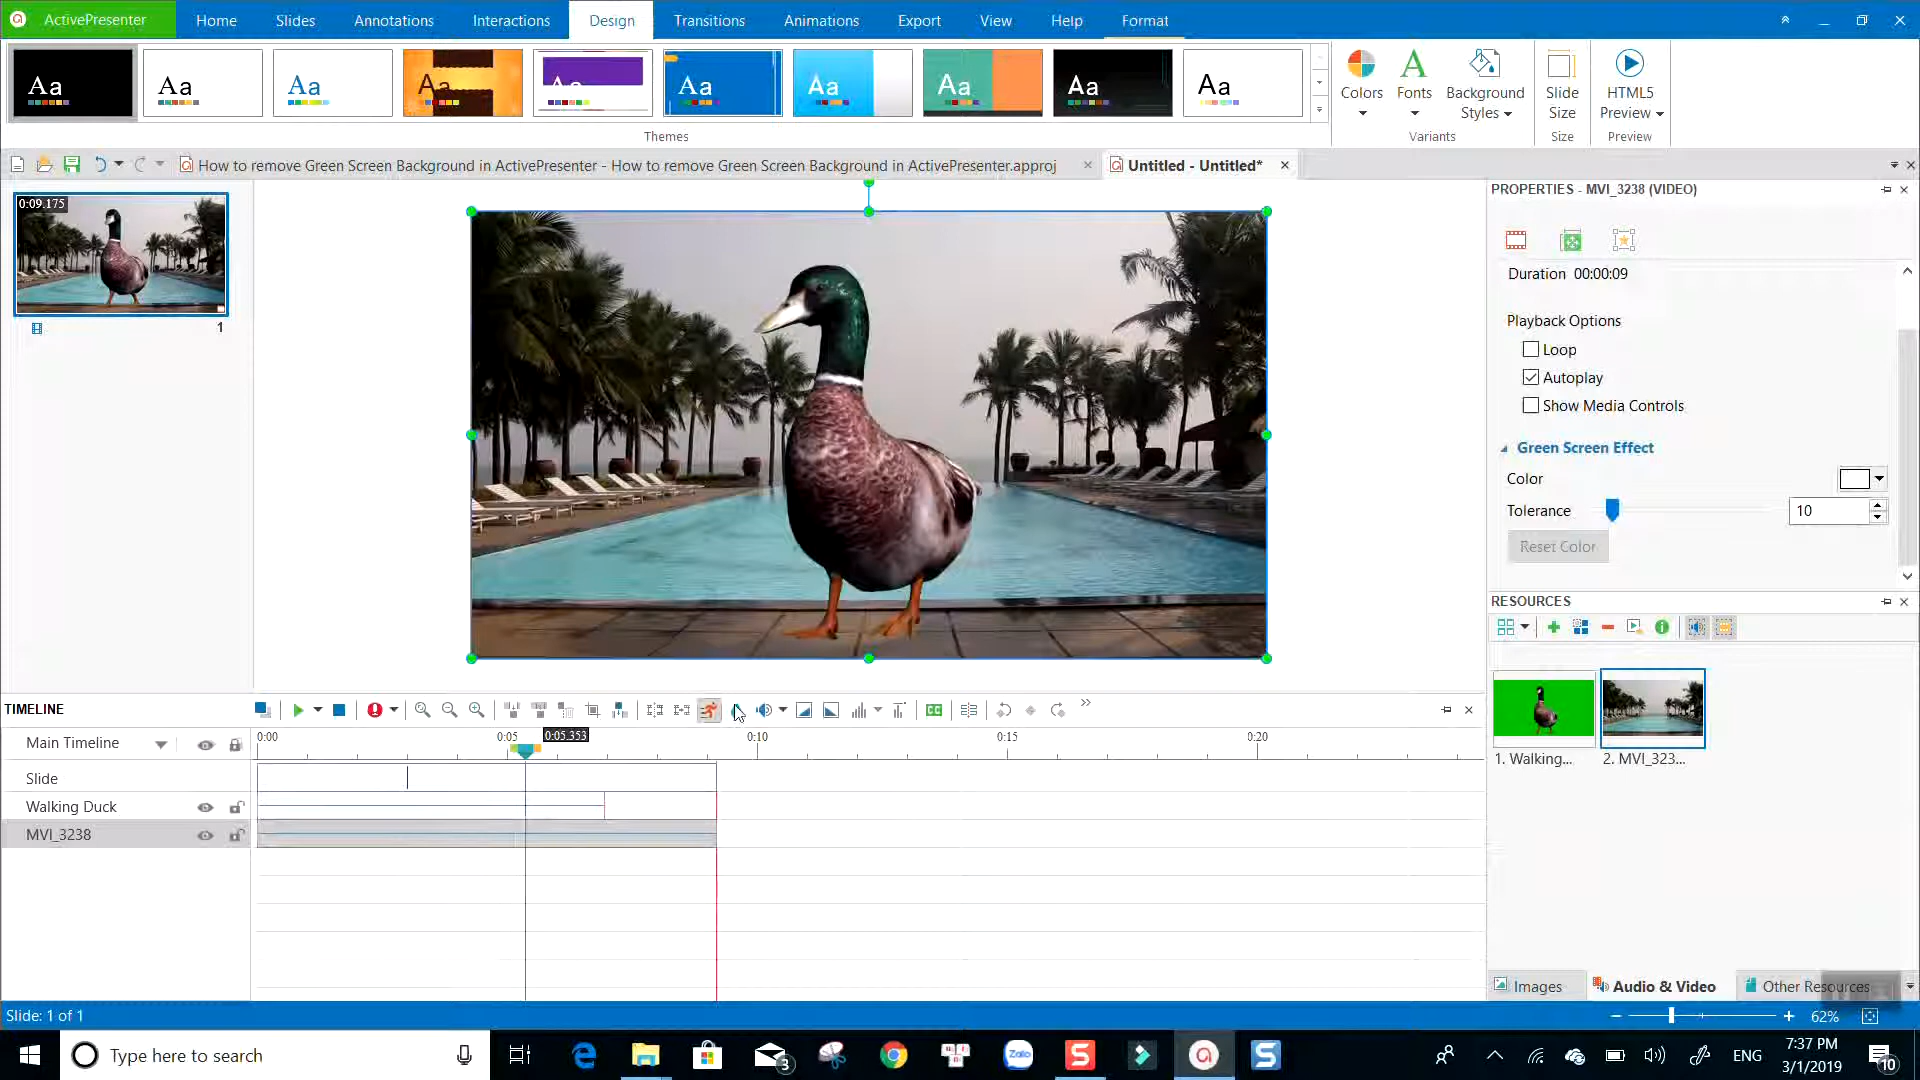 ActivePresenter
Home Slides Annotations Interactions Design Transitions Animations Export View Help Format
Aa Aa Aa Aa Aa Aa Aa Aa Aa Aa
Colors Fonts Background Styles Slide Size HTML5 Preview
Themes Variants Size Preview
How to remove Green Screen Background in ActivePresenter - How to remove Green Screen Background in ActivePresenter.approj
Untitled - Untitled*
0:09.175
1
PROPERTIES - MVI_3238 (VIDEO)
Duration 00:00:09
Playback Options
Loop
Autoplay
Show Media Controls
Green Screen Effect
Color
Tolerance 10
Reset Color
RESOURCES
1. Walking... 2. MVI_323...
Images Audio & Video Other Resources
TIMELINE
CC
Main Timeline
0:00 0:05 0:05.353 0:10 0:15 0:20
Slide
Walking Duck
MVI_3238
Slide: 1 of 1
62%
Type here to search
3
Zalo
S
S
ENG
7:37 PM
3/1/2019
10